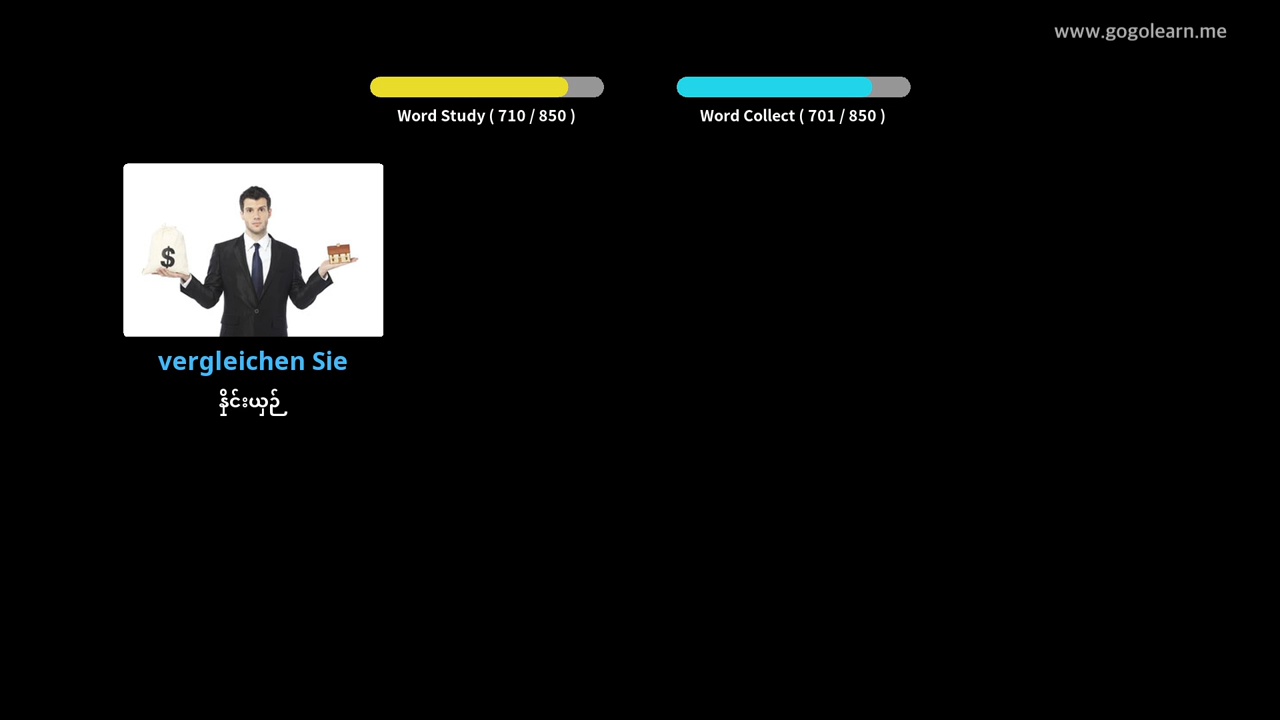 www.gogolearn.me
Word Study ( 710 / 850 )
Word Collect ( 701 / 850 )
$
vergleichen Sie
နှိုင်းယှဉ်